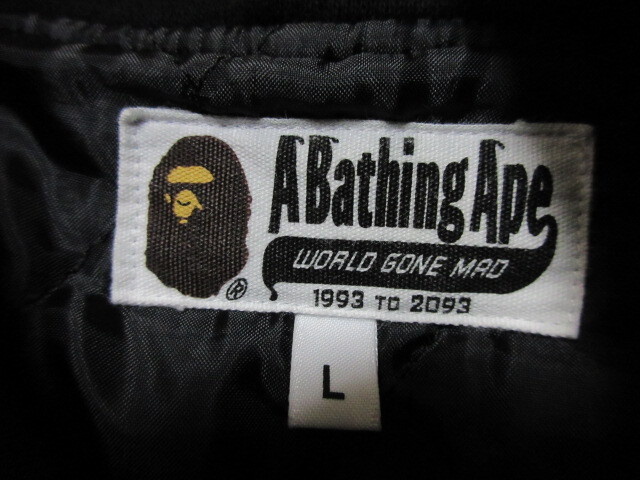 A Bathing Ape
WORLD GONE MAD
®
1993 TO 2093
L